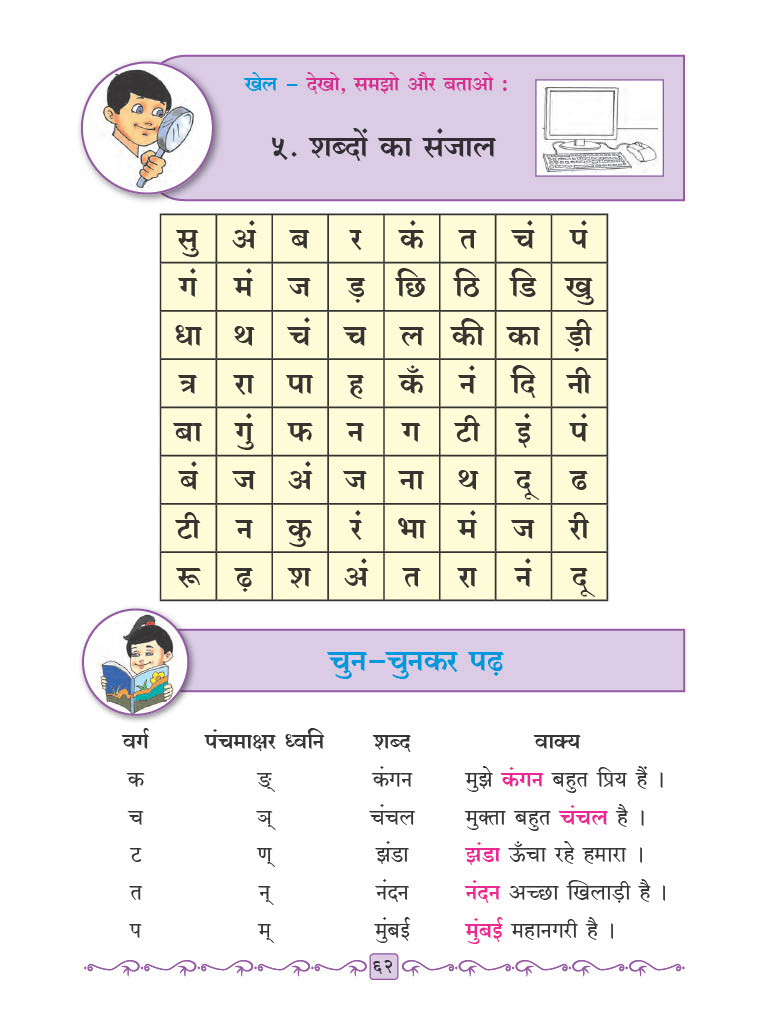 खेल – देखो, समझो और बताओ :
५. शब्दों का संजाल
सु अं ब र कं त चं पं
गं मं ज ड़ छि ठि डि खु
धा थ चं च ल की का ड़ी
त्र रा पा ह कँ नं दि नी
बा गुं फ न ग टी इं पं
बं ज अं ज ना थ दू ढ
टी न कु रं भा मं ज री
रू ढ़ श अं त रा नं दू
चुन-चुनकर पढ़
वर्ग पंचमाक्षर ध्वनि शब्द वाक्य
क ङ् कंगन मुझे कंगन बहुत प्रिय हैं ।
च ञ् चंचल मुक्ता बहुत चंचल है ।
ट ण् झंडा झंडा ऊँचा रहे हमारा ।
त न् नंदन नंदन अच्छा खिलाड़ी है ।
प म् मुंबई मुंबई महानगरी है ।
६२